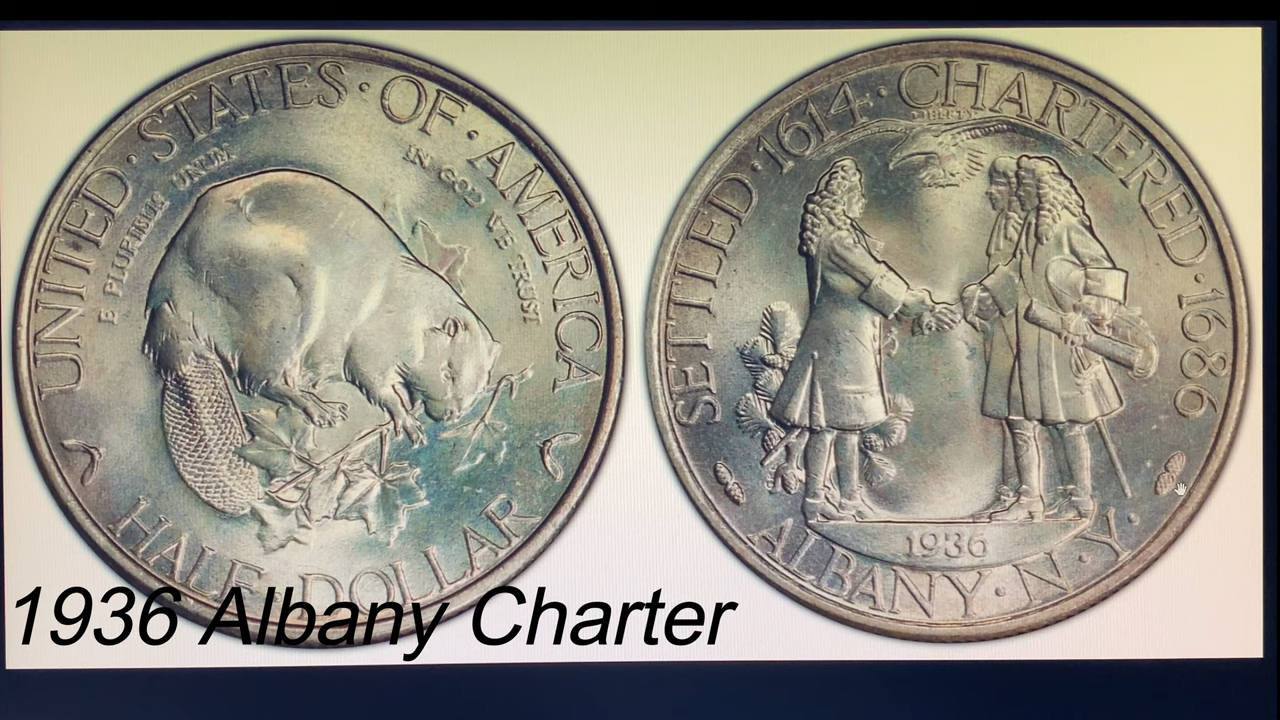 UNITED·STATES·OF·AMERICA
E PLURIBUS UNUM
IN GOD WE TRUST
HALF·DOLLAR
SETTLED·1614·CHARTERED·1686
LIBERTY
1936
ALBANY·N·Y·
1936 Albany Charter